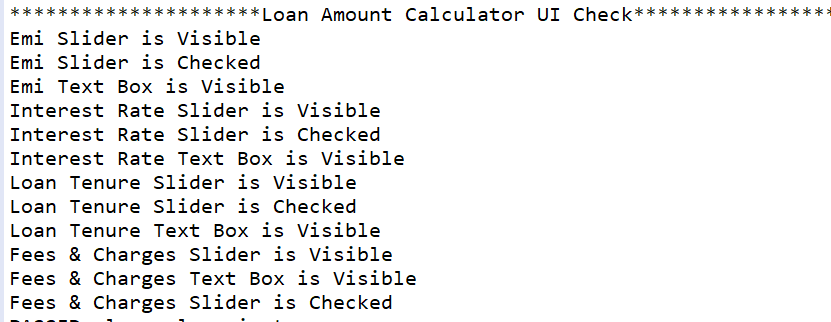 *********************Loan Amount Calculator UI Check*****************
Emi Slider is Visible
Emi Slider is Checked
Emi Text Box is Visible
Interest Rate Slider is Visible
Interest Rate Slider is Checked
Interest Rate Text Box is Visible
Loan Tenure Slider is Visible
Loan Tenure Slider is Checked
Loan Tenure Text Box is Visible
Fees & Charges Slider is Visible
Fees & Charges Text Box is Visible
Fees & Charges Slider is Checked